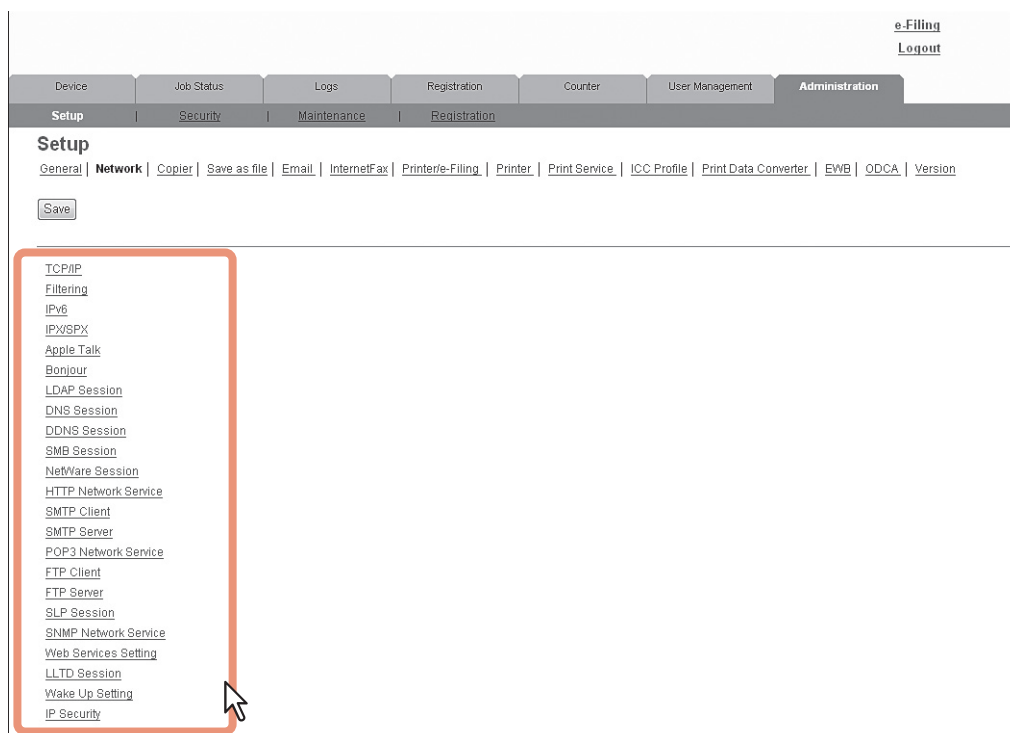 e-Filing
Logout
Device Job Status Logs Registration Counter User Management Administration
Setup | Security | Maintenance | Registration
Setup
General | Network | Copier | Save as file | Email | InternetFax | Printer/e-Filing | Printer | Print Service | ICC Profile | Print Data Converter | EWB | ODCA | Version
Save
TCP/IP
Filtering
IPv6
IPX/SPX
Apple Talk
Bonjour
LDAP Session
DNS Session
DDNS Session
SMB Session
NetWare Session
HTTP Network Service
SMTP Client
SMTP Server
POP3 Network Service
FTP Client
FTP Server
SLP Session
SNMP Network Service
Web Services Setting
LLTD Session
Wake Up Setting
IP Security